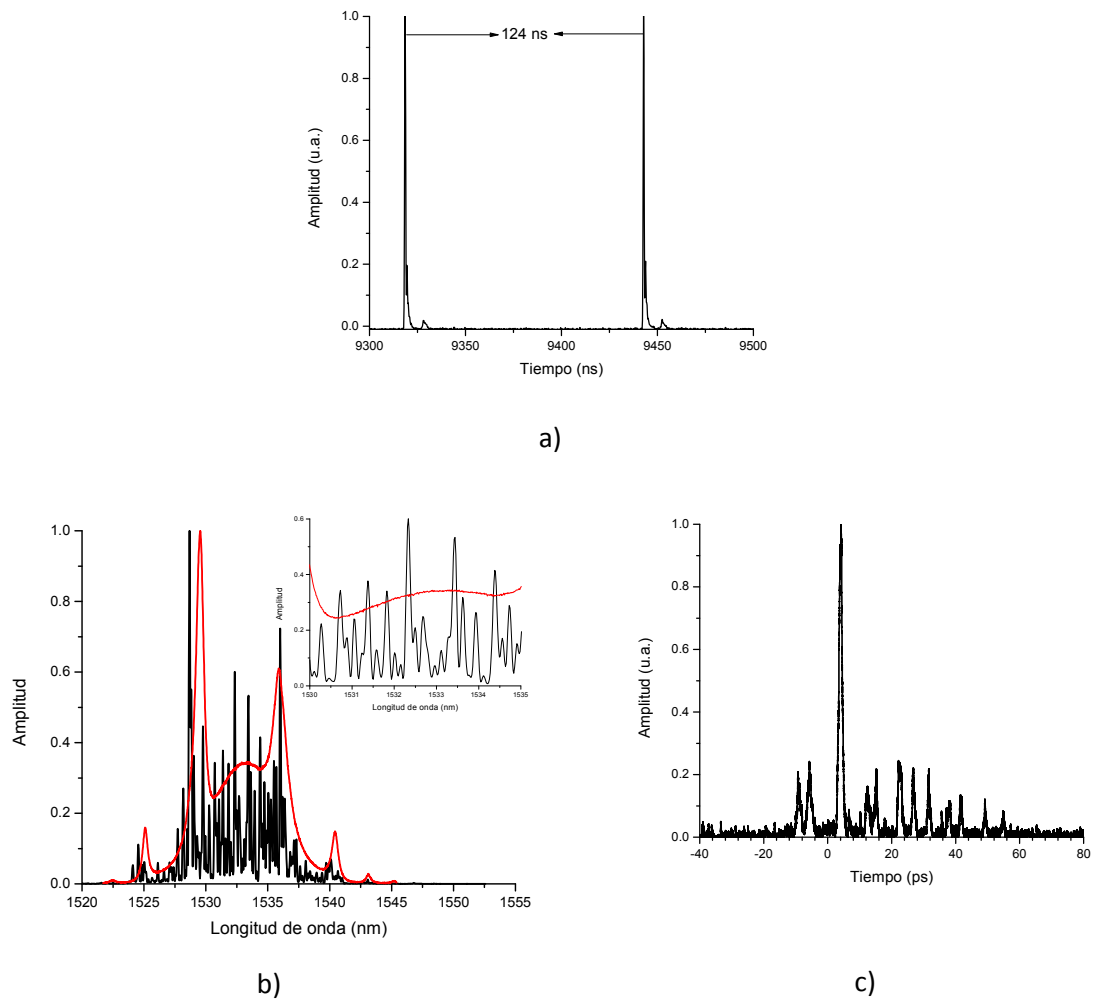 1.0
124 ns
0.8
0.6
0.4
0.2
0.0
Amplitud (u.a.)
9300 9350 9400 9450 9500
Tiempo (ns)
a)
1.0
0.8
0.6
0.4
0.2
0.0
Amplitud
1520 1525 1530 1535 1540 1545 1550 1555
Longitud de onda (nm)
0.6
0.4
0.2
0.0
Amplitud
1530 1531 1532 1533 1534 1535
Longitud de onda (nm)
b)
1.0
0.8
0.6
0.4
0.2
0.0
Amplitud (u.a.)
-40 -20 0 20 40 60 80
Tiempo (ps)
c)